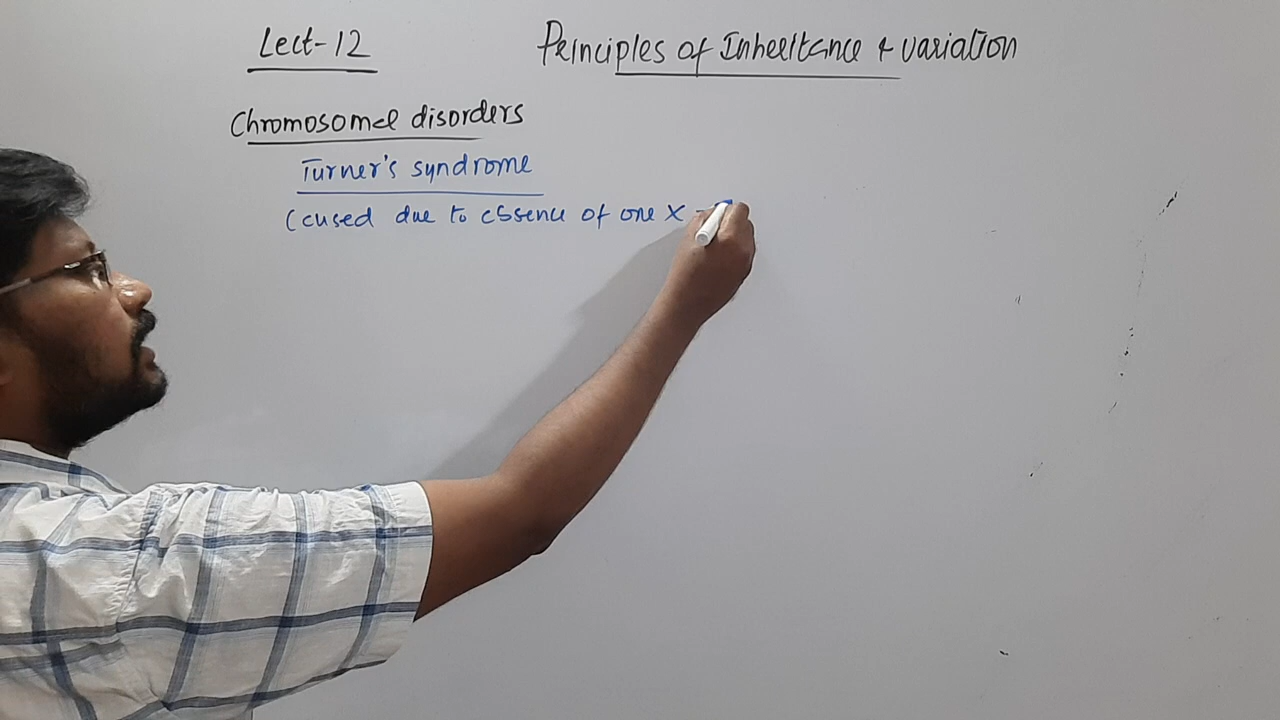 Lect-12
Principles of Inheritance & variation
Chromosomal disorders
Turner's syndrome
(caused due to absence of one X -